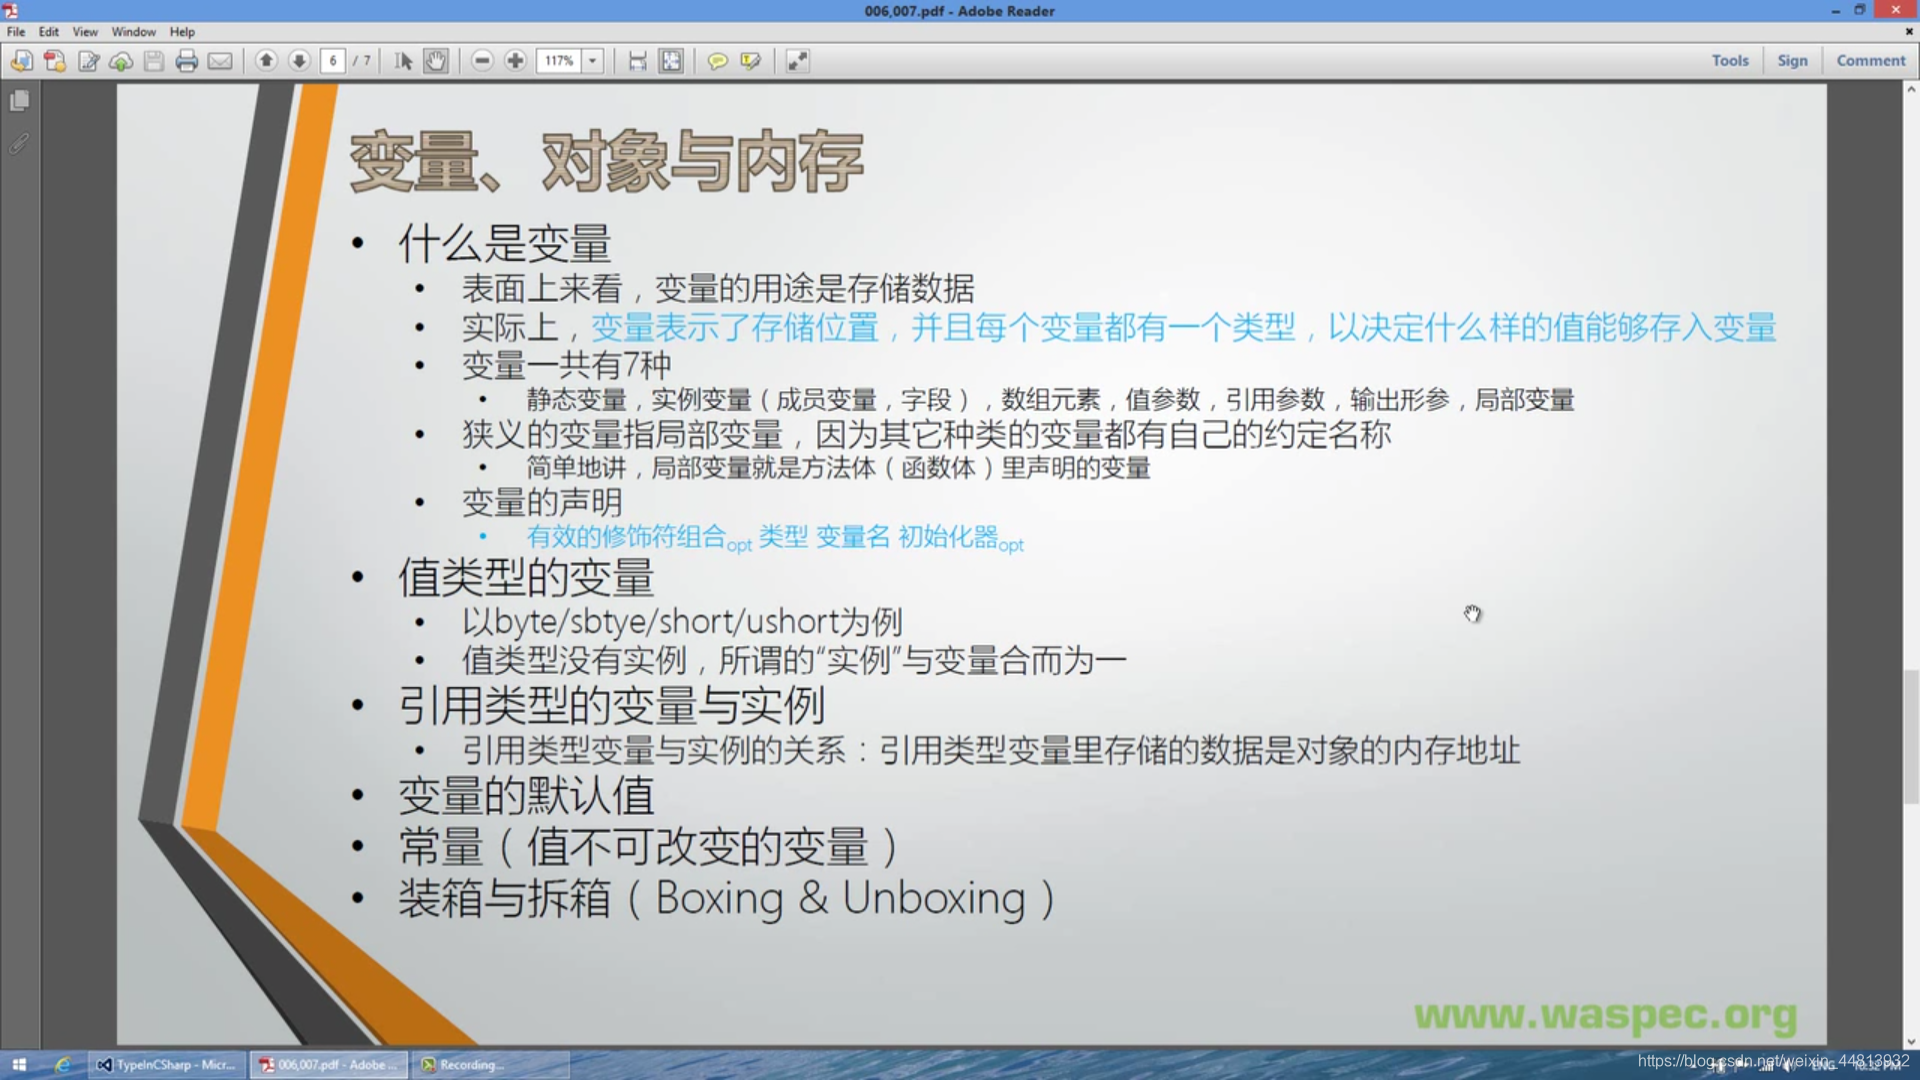 006,007.pdf - Adobe Reader
File Edit View Window Help
6 / 7 117% Tools Sign Comment
变量、对象与内存
• 什么是变量
• 表面上来看，变量的用途是存储数据
• 实际上，变量表示了存储位置，并且每个变量都有一个类型，以决定什么样的值能够存入变量
• 变量一共有7种
• 静态变量，实例变量（成员变量，字段），数组元素，值参数，引用参数，输出形参，局部变量
• 狭义的变量指局部变量，因为其它种类的变量都有自己的约定名称
• 简单地讲，局部变量就是方法体（函数体）里声明的变量
• 变量的声明
• 有效的修饰符组合opt 类型 变量名 初始化器opt
• 值类型的变量
• 以byte/sbtye/short/ushort为例
• 值类型没有实例，所谓的“实例”与变量合而为一
• 引用类型的变量与实例
• 引用类型变量与实例的关系：引用类型变量里存储的数据是对象的内存地址
• 变量的默认值
• 常量（值不可改变的变量）
• 装箱与拆箱（Boxing & Unboxing）
www.waspec.org
TypeInCSharp - Micr... 006,007.pdf - Adobe ... Recording...
https://blog.csdn.net/weixin_44813932